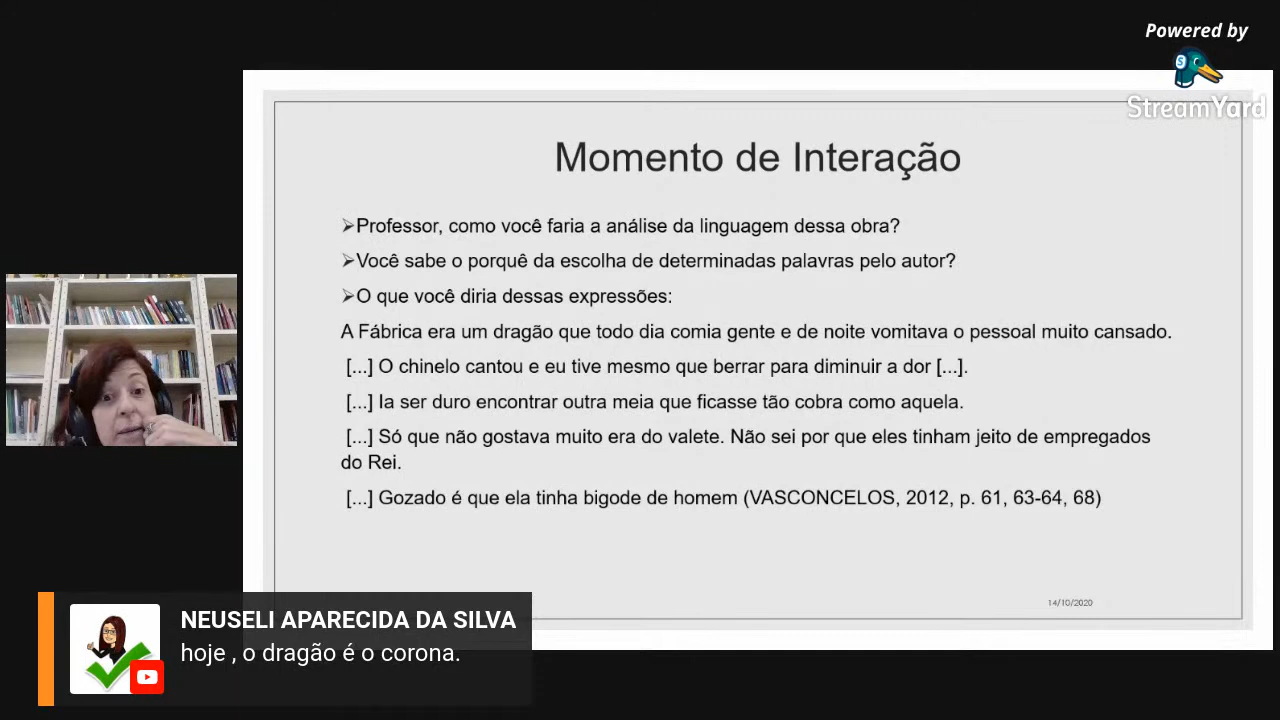 Powered by
StreamYard
Momento de Interação
➢Professor, como você faria a análise da linguagem dessa obra?
➢Você sabe o porquê da escolha de determinadas palavras pelo autor?
➢O que você diria dessas expressões:
A Fábrica era um dragão que todo dia comia gente e de noite vomitava o pessoal muito cansado.
[...] O chinelo cantou e eu tive mesmo que berrar para diminuir a dor [...].
[...] Ia ser duro encontrar outra meia que ficasse tão cobra como aquela.
[...] Só que não gostava muito era do valete. Não sei por que eles tinham jeito de empregados
do Rei.
[...] Gozado é que ela tinha bigode de homem (VASCONCELOS, 2012, p. 61, 63-64, 68)
14/10/2020
NEUSELI APARECIDA DA SILVA
hoje , o dragão é o corona.